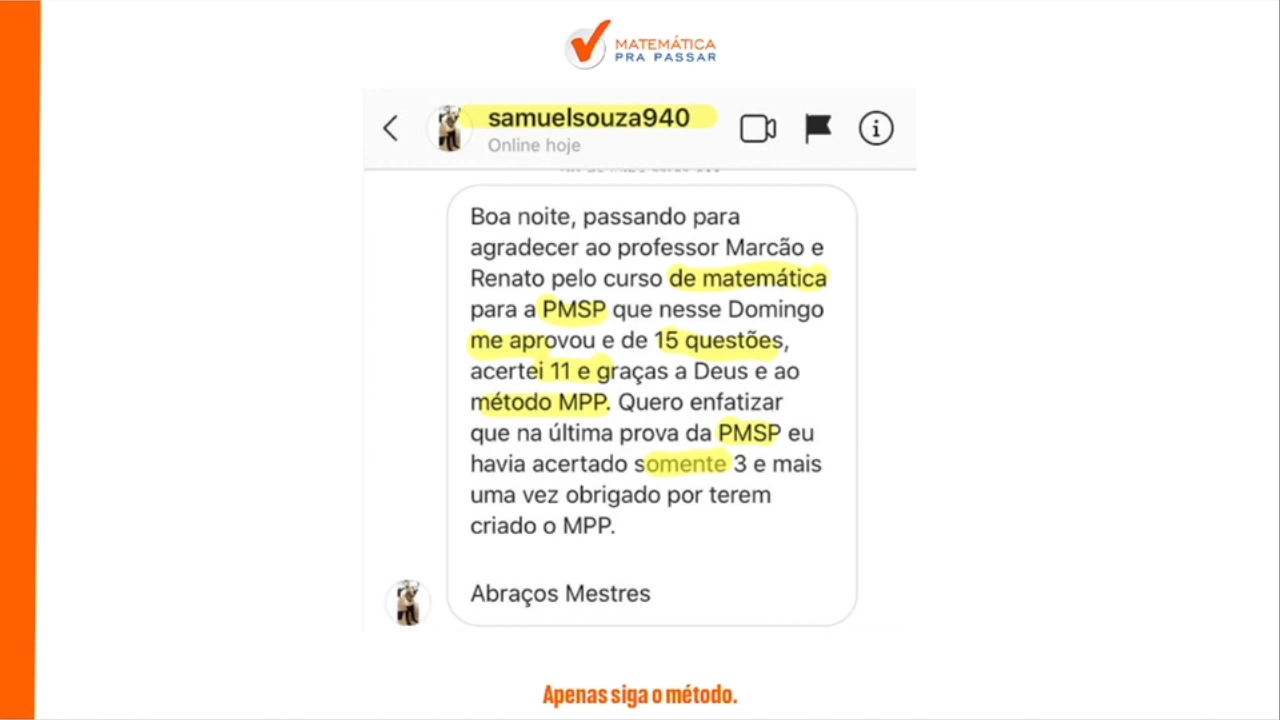 MATEMÁTICA
PRA PASSAR
samuelsouza940
Online hoje
Boa noite, passando para
agradecer ao professor Marcão e
Renato pelo curso de matemática
para a PMSP que nesse Domingo
me aprovou e de 15 questões,
acertei 11 e graças a Deus e ao
método MPP. Quero enfatizar
que na última prova da PMSP eu
havia acertado somente 3 e mais
uma vez obrigado por terem
criado o MPP.
Abraços Mestres
Apenas siga o método.